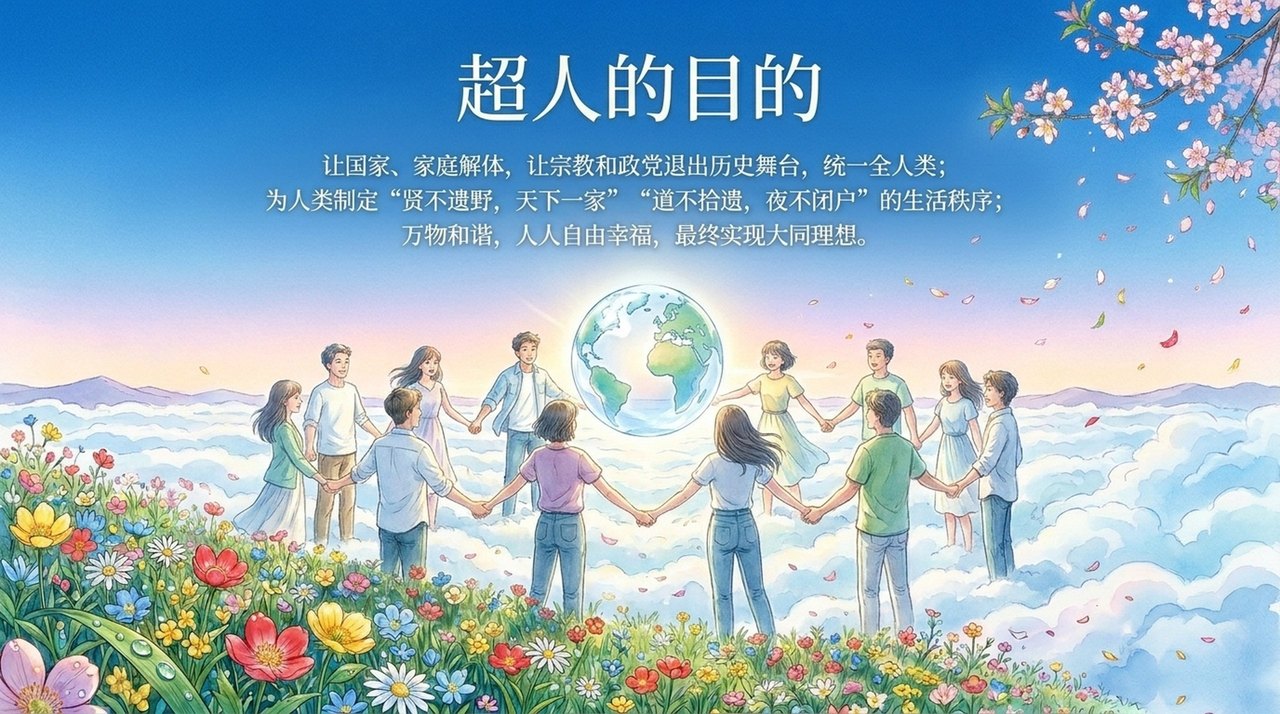 超人的目的
让国家、家庭解体，让宗教和政党退出历史舞台，统一全人类；
为人类制定“贤不遗野，天下一家”“道不拾遗，夜不闭户”的生活秩序；
万物和谐，人人自由幸福，最终实现大同理想。